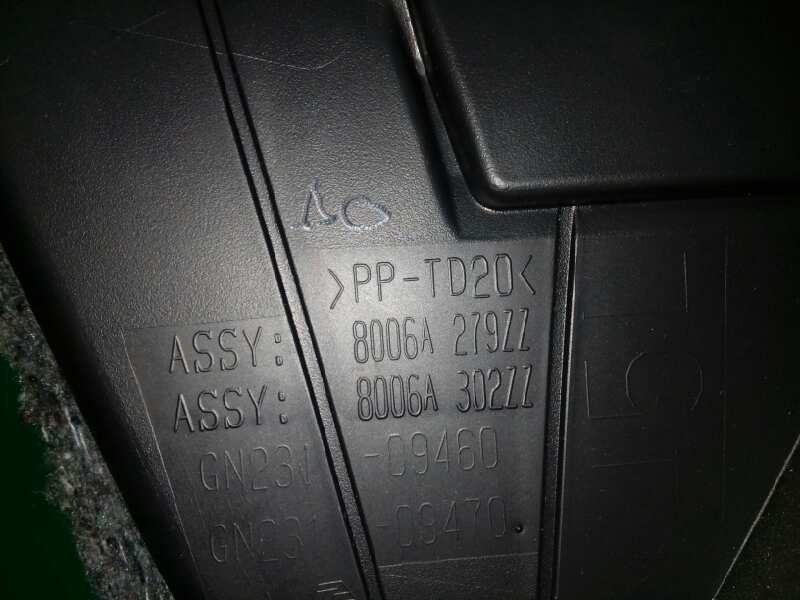 >PP-TD20<
ASSY: 8006A 279ZZ
ASSY: 8006A 302ZZ
GN231-09460
GN231-09470